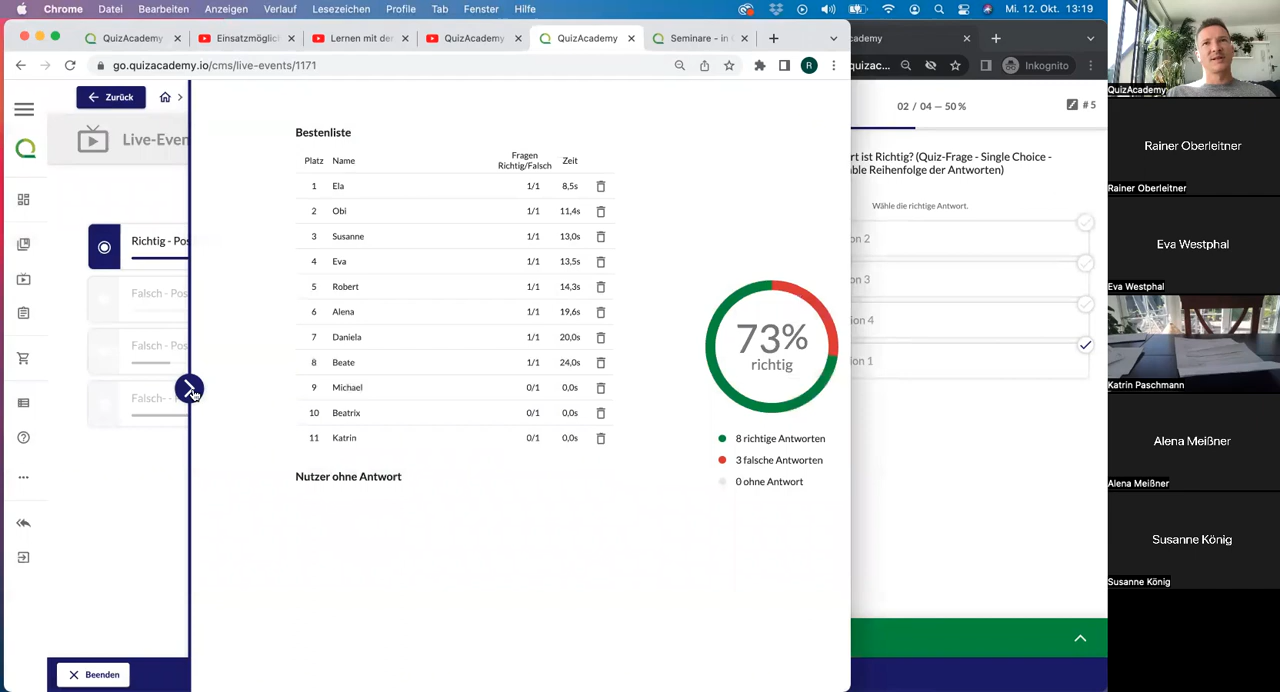 Chrome Datei Bearbeiten Anzeigen Verlauf Lesezeichen Profile Tab Fenster Hilfe Mi. 12. Okt. 13:19
QuizAcademy
Einsatzmöglic
Lernen mit der
QuizAcademy
QuizAcademy
Seminare – in
ademy
go.quizacademy.io/cms/live-events/1171
R
quizac...
Inkognito
Zurück
Live-Even
Richtig - Pos
Falsch - Pos
Falsch - Pos
Falsch- - Po
Beenden
Bestenliste
Platz Name Fragen Richtig/Falsch Zeit
1 Ela 1/1 8,5s
2 Obi 1/1 11,4s
3 Susanne 1/1 13,0s
4 Eva 1/1 13,5s
5 Robert 1/1 14,3s
6 Alena 1/1 19,6s
7 Daniela 1/1 20,0s
8 Beate 1/1 24,0s
9 Michael 0/1 0,0s
10 Beatrix 0/1 0,0s
11 Katrin 0/1 0,0s
Nutzer ohne Antwort
73%
richtig
8 richtige Antworten
3 falsche Antworten
0 ohne Antwort
02 / 04 — 50 %
# 5
rt ist Richtig? (Quiz-Frage - Single Choice -
ble Reihenfolge der Antworten)
Wähle die richtige Antwort.
on 2
on 3
on 4
on 1
QuizAcademy
Rainer Oberleitner
Rainer Oberleitner
Eva Westphal
Eva Westphal
Katrin Paschmann
Alena Meißner
Alena Meißner
Susanne König
Susanne König